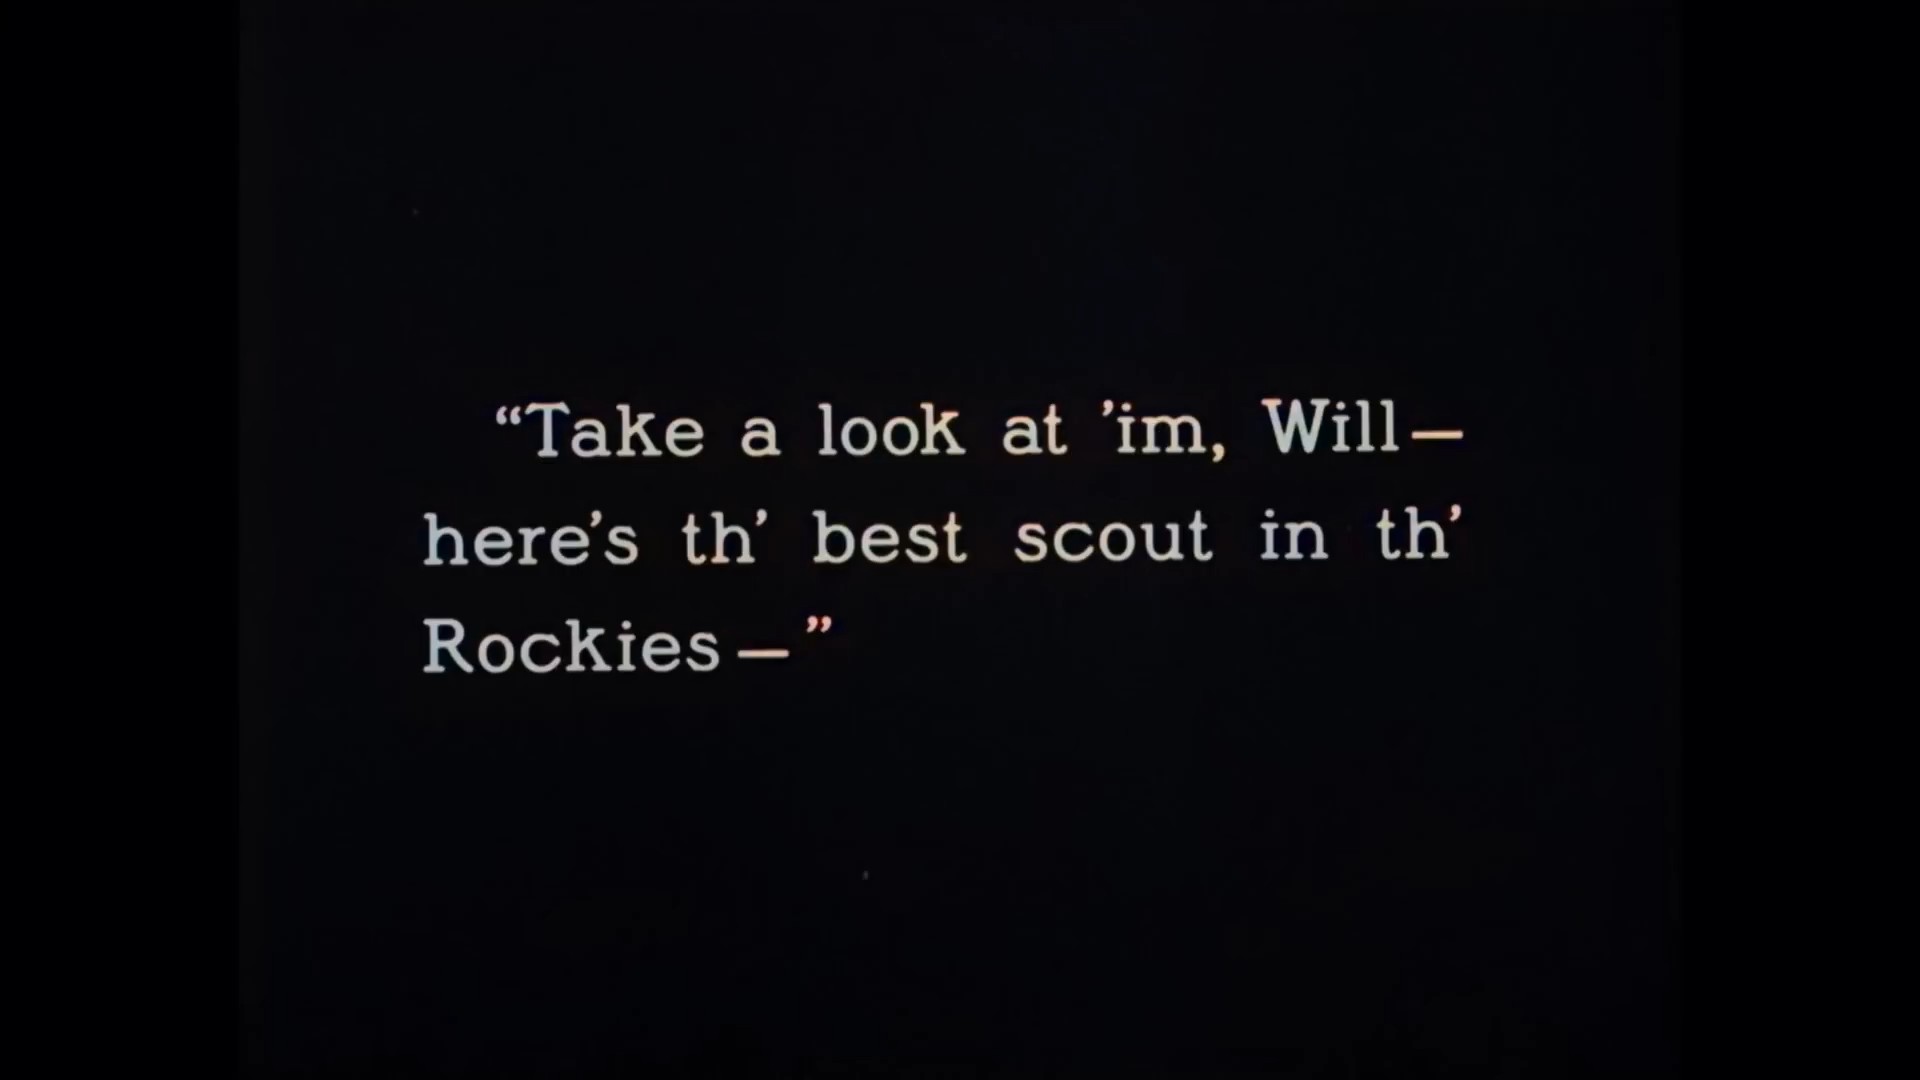 “Take a look at ’im, Will—
here’s th’ best scout in th’
Rockies—”